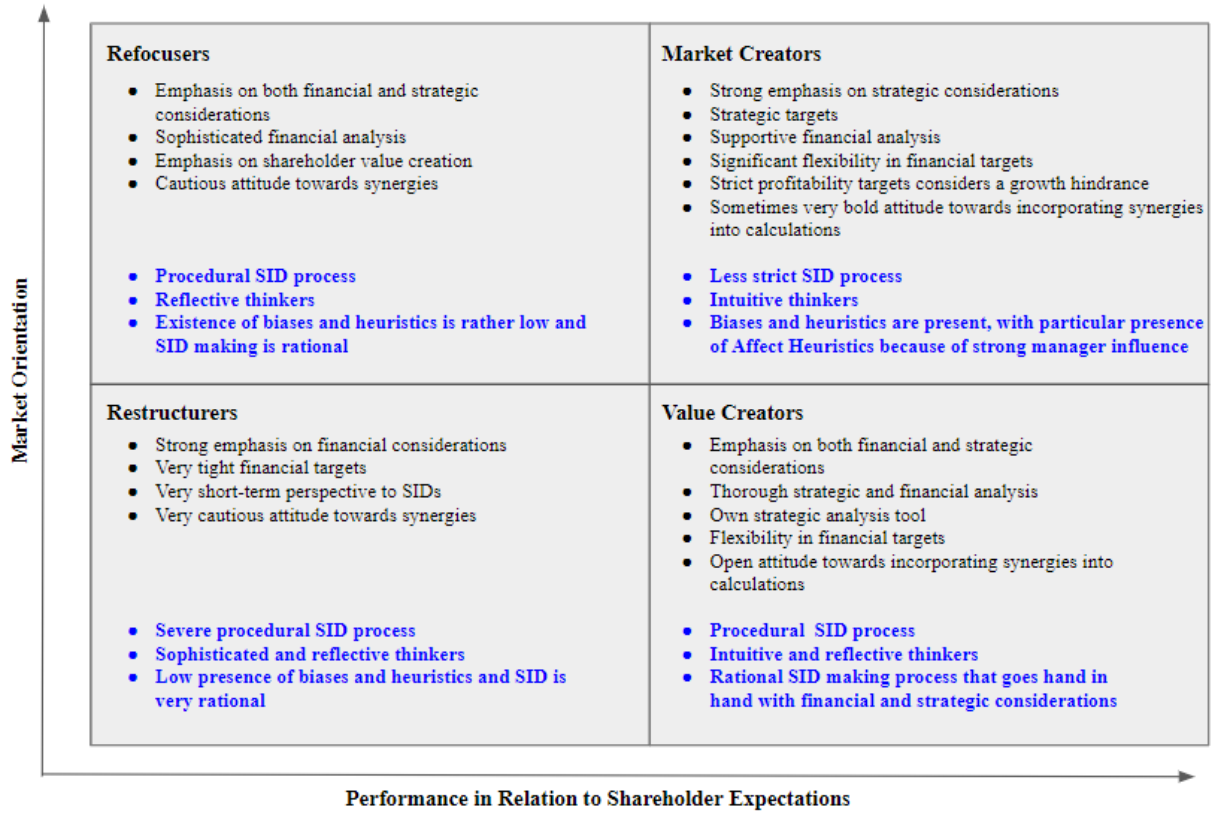 Market Orientation
Refocusers
● Emphasis on both financial and strategic
considerations
● Sophisticated financial analysis
● Emphasis on shareholder value creation
● Cautious attitude towards synergies
● Procedural SID process
● Reflective thinkers
● Existence of biases and heuristics is rather low and
SID making is rational
Market Creators
● Strong emphasis on strategic considerations
● Strategic targets
● Supportive financial analysis
● Significant flexibility in financial targets
● Strict profitability targets considers a growth hindrance
● Sometimes very bold attitude towards incorporating synergies
into calculations
● Less strict SID process
● Intuitive thinkers
● Biases and heuristics are present, with particular presence
of Affect Heuristics because of strong manager influence
Restructurers
● Strong emphasis on financial considerations
● Very tight financial targets
● Very short-term perspective to SIDs
● Very cautious attitude towards synergies
● Severe procedural SID process
● Sophisticated and reflective thinkers
● Low presence of biases and heuristics and SID is
very rational
Value Creators
● Emphasis on both financial and strategic
considerations
● Thorough strategic and financial analysis
● Own strategic analysis tool
● Flexibility in financial targets
● Open attitude towards incorporating synergies into
calculations
● Procedural SID process
● Intuitive and reflective thinkers
● Rational SID making process that goes hand in
hand with financial and strategic considerations
Performance in Relation to Shareholder Expectations